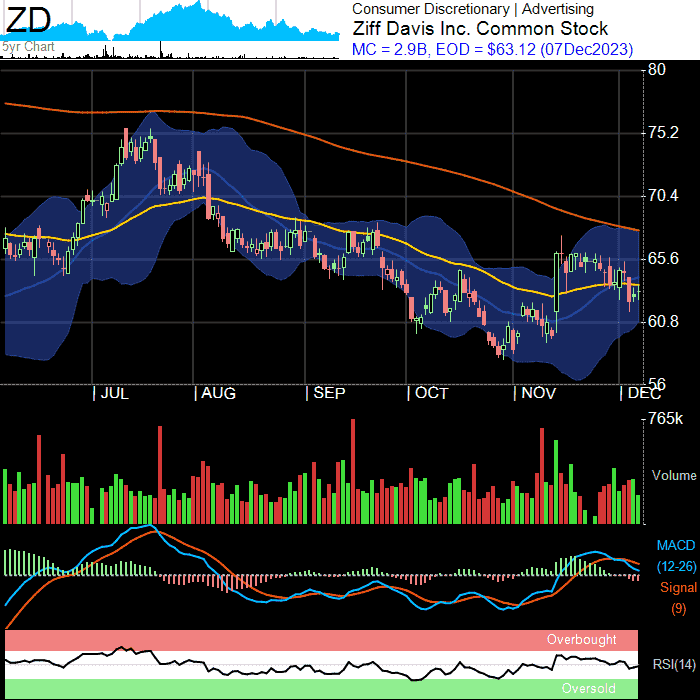 ZD
5yr Chart
Consumer Discretionary | Advertising
Ziff Davis Inc. Common Stock
MC = 2.9B, EOD = $63.12 (07Dec2023)
80
75.2
70.4
65.6
60.8
56
JUL AUG SEP OCT NOV DEC
765k
Volume
MACD
(12-26)
Signal
(9)
Overbought
RSI(14)
Oversold